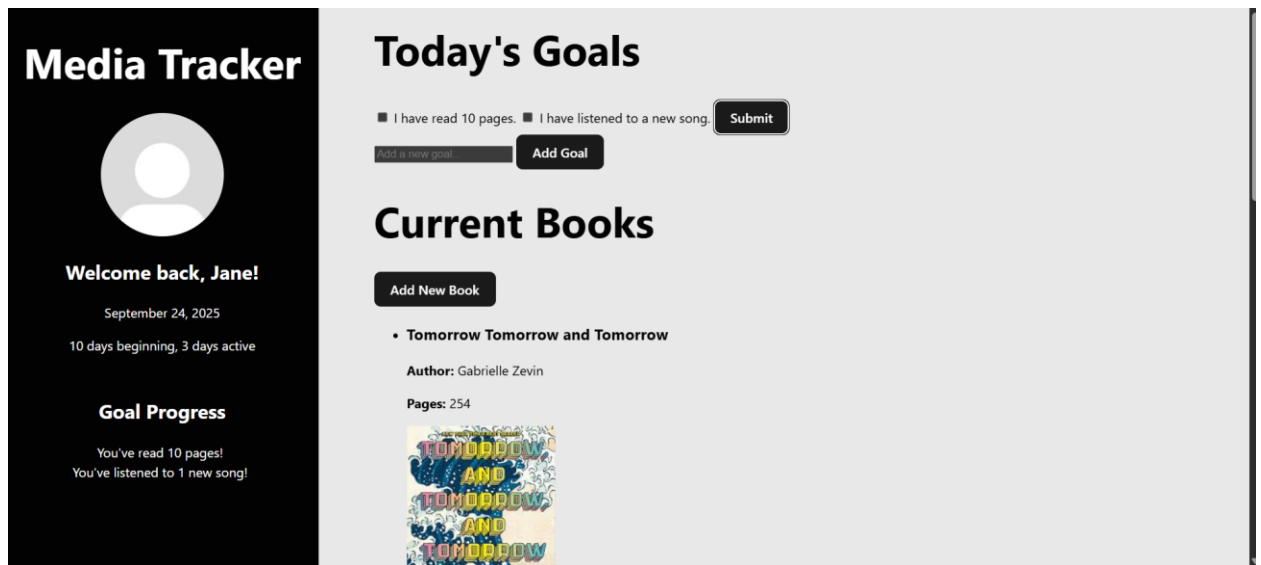 Media Tracker
Welcome back, Jane!
September 24, 2025
10 days beginning, 3 days active
Goal Progress
You've read 10 pages!
You've listened to 1 new song!
Today's Goals
I have read 10 pages. I have listened to a new song. Submit
Add a new goal... Add Goal
Current Books
Add New Book
• Tomorrow Tomorrow and Tomorrow
Author: Gabrielle Zevin
Pages: 254
TOMORROW,
AND
TOMORROW,
AND
TOMORROW